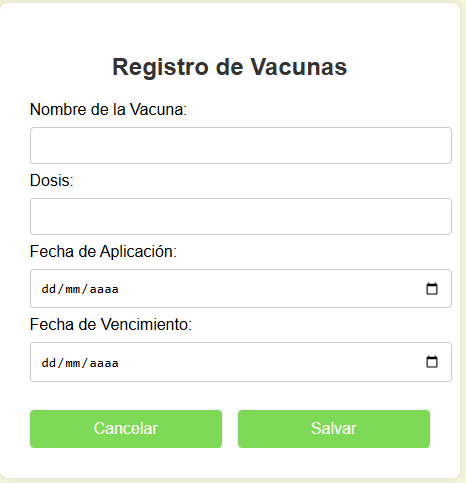 Registro de Vacunas
Nombre de la Vacuna:
Dosis:
Fecha de Aplicación:
dd/mm/aaaa
Fecha de Vencimiento:
dd/mm/aaaa
Cancelar Salvar